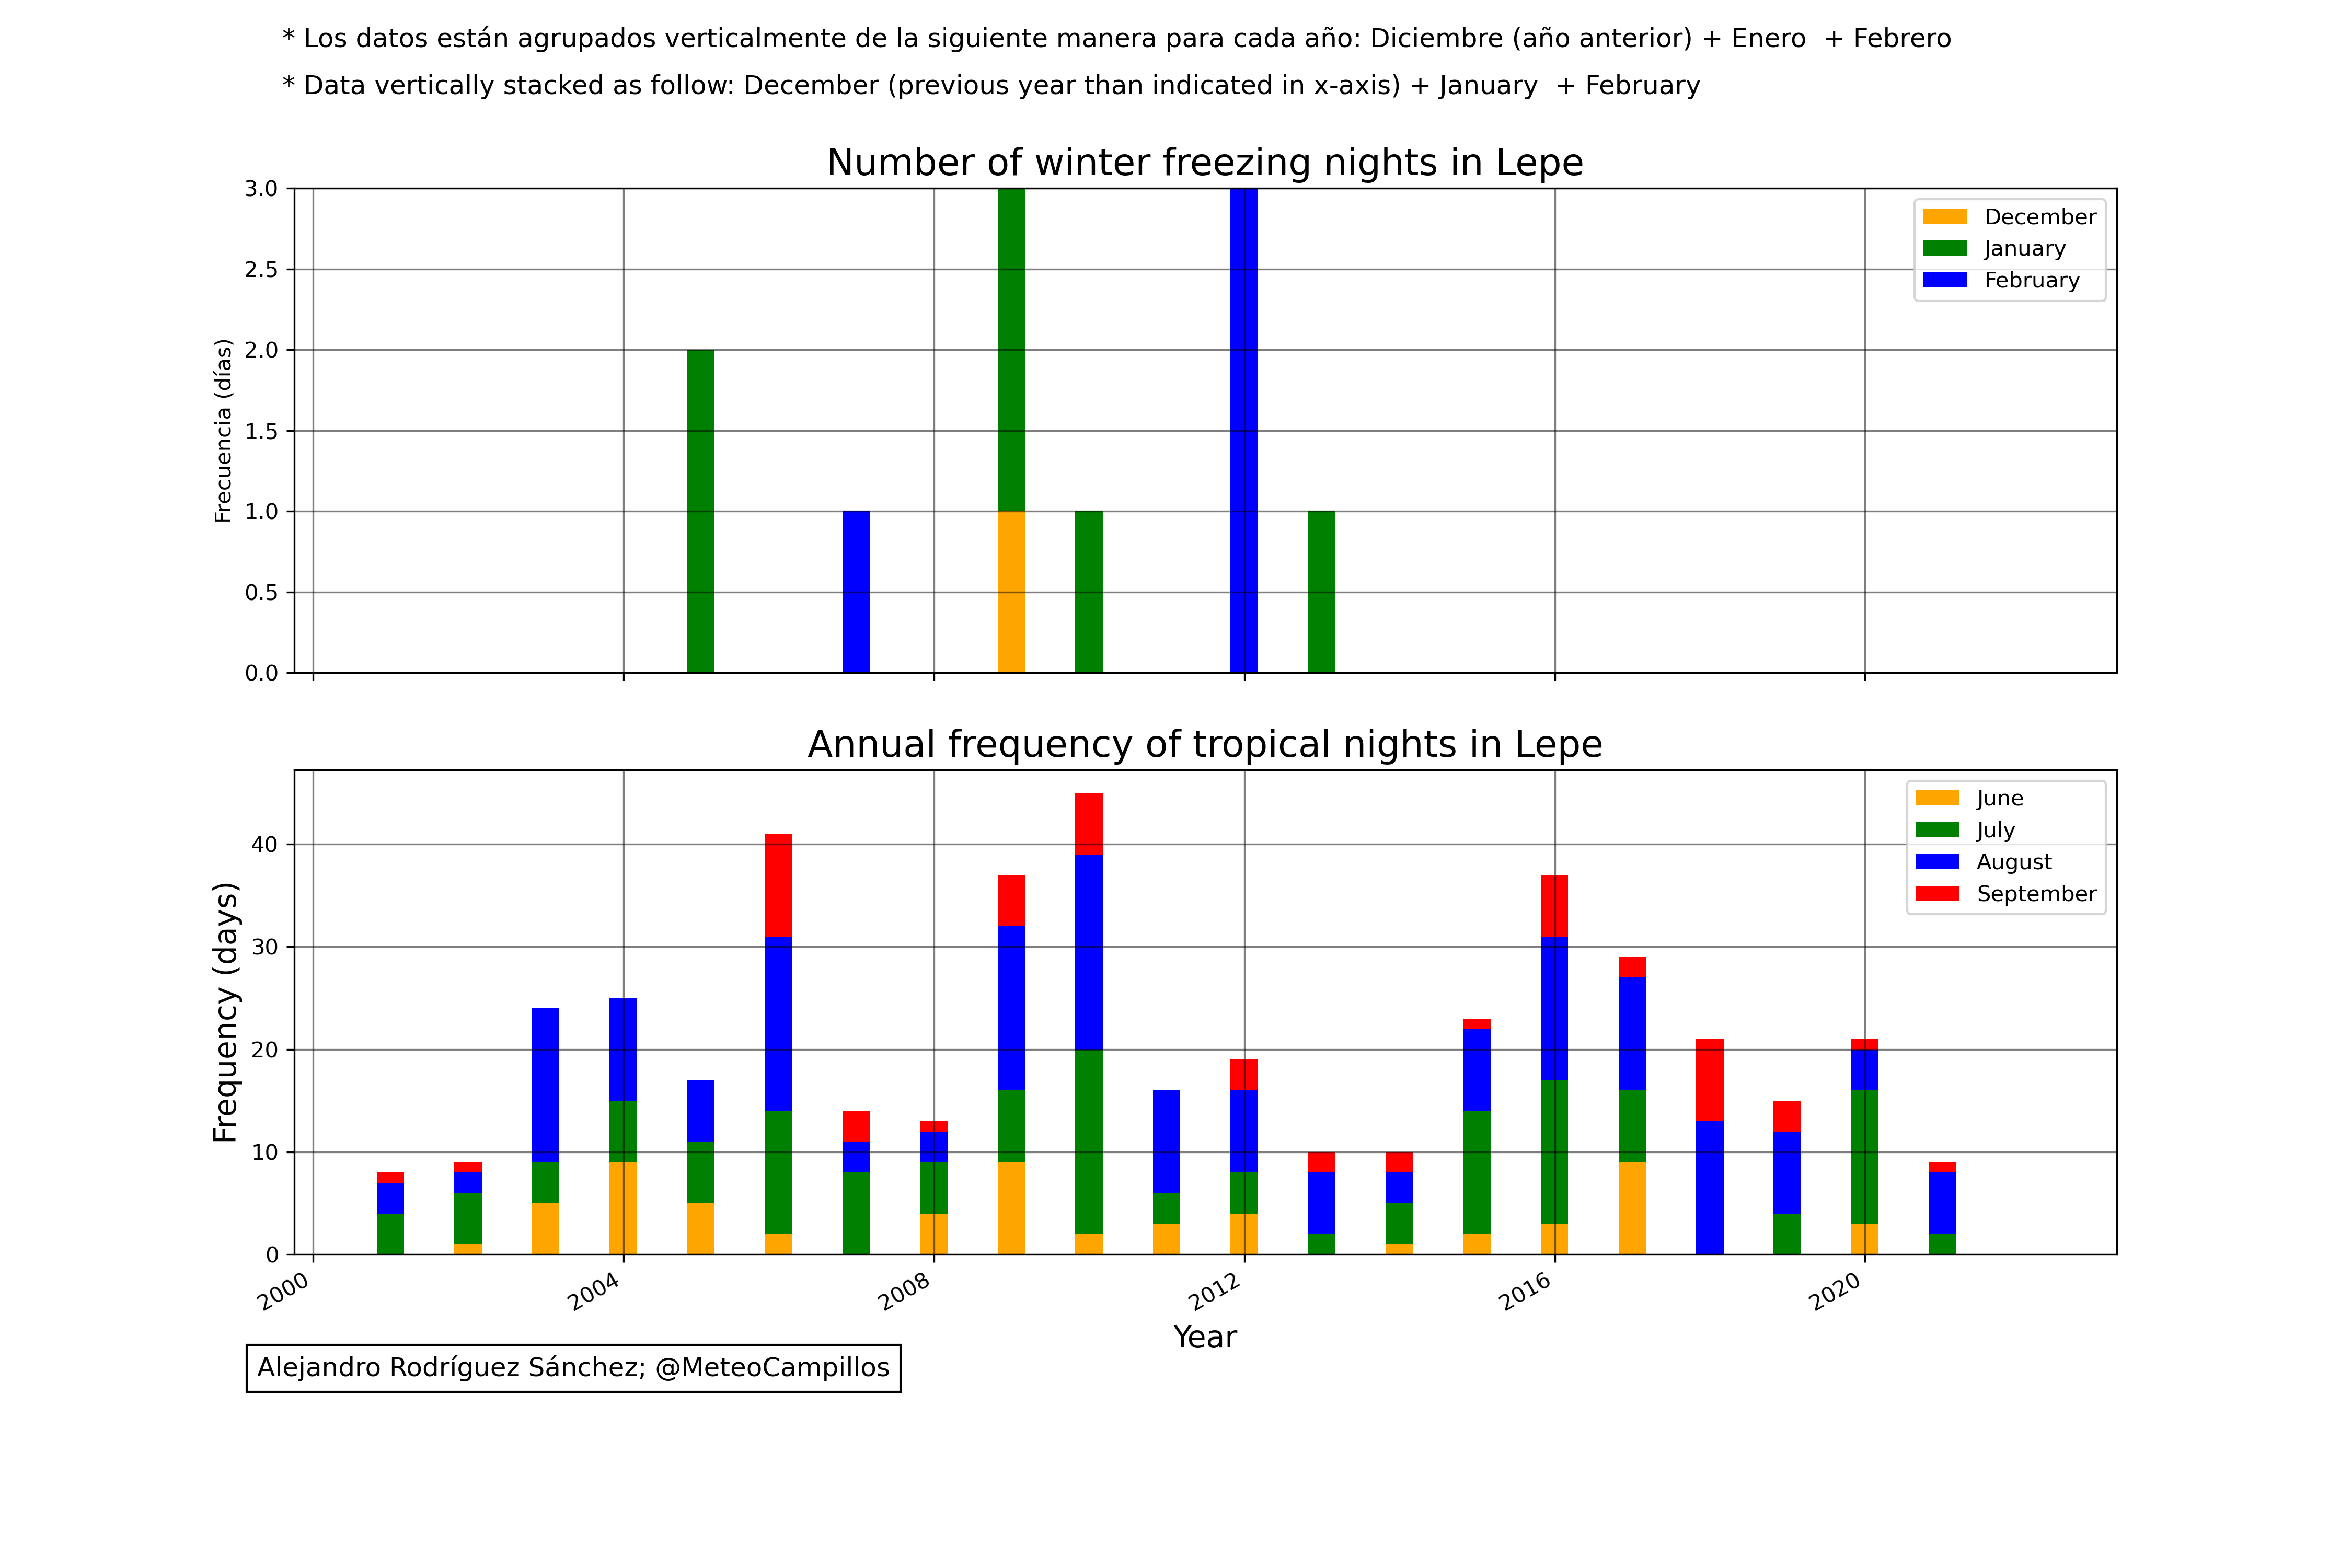 * Los datos están agrupados verticalmente de la siguiente manera para cada año: Diciembre (año anterior) + Enero  + Febrero
* Data vertically stacked as follow: December (previous year than indicated in x-axis) + January  + February
Number of winter freezing nights in Lepe
3.0
2.5
2.0
1.5
1.0
0.5
0.0
Frecuencia (días)
December
January
February
Annual frequency of tropical nights in Lepe
40
30
20
10
0
Frequency (days)
June
July
August
September
2000
2004
2008
2012
2016
2020
Year
Alejandro Rodríguez Sánchez; @MeteoCampillos